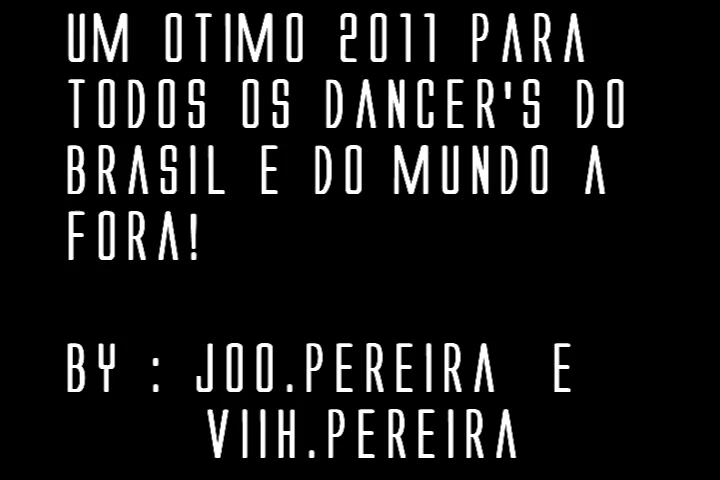 UM OTIMO 2011 PARA
TODOS OS DANCER'S DO
BRASIL E DO MUNDO A
FORA!
BY : JOO.PEREIRA E
VIIH.PEREIRA